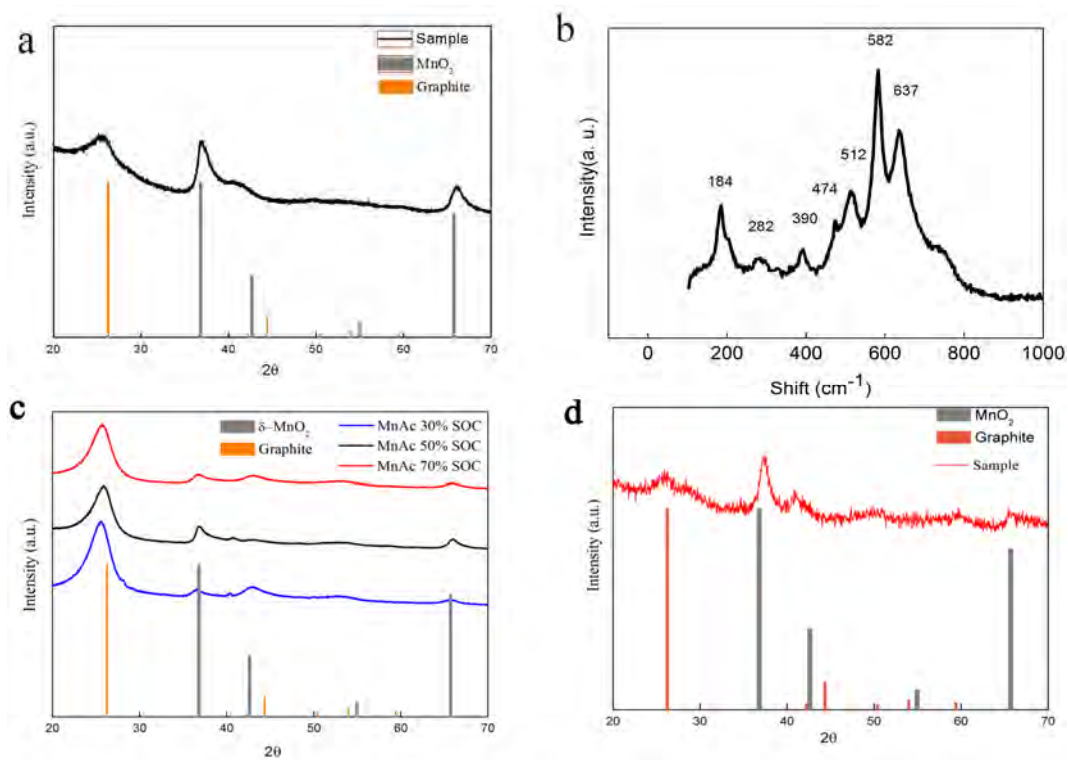 a
Sample
MnO2
Graphite
Intensity (a.u.)
20 30 40 50 60 70
2θ
b
582
637
512
474
184
282
390
Intensity(a. u.)
0 200 400 600 800 1000
Shift (cm-1)
c
δ–MnO2
Graphite
MnAc 30% SOC
MnAc 50% SOC
MnAc 70% SOC
Intensity (a.u.)
20 30 40 50 60 70
2θ
d
MnO2
Graphite
Sample
Intensity (a.u.)
20 30 40 50 60 70
2θ